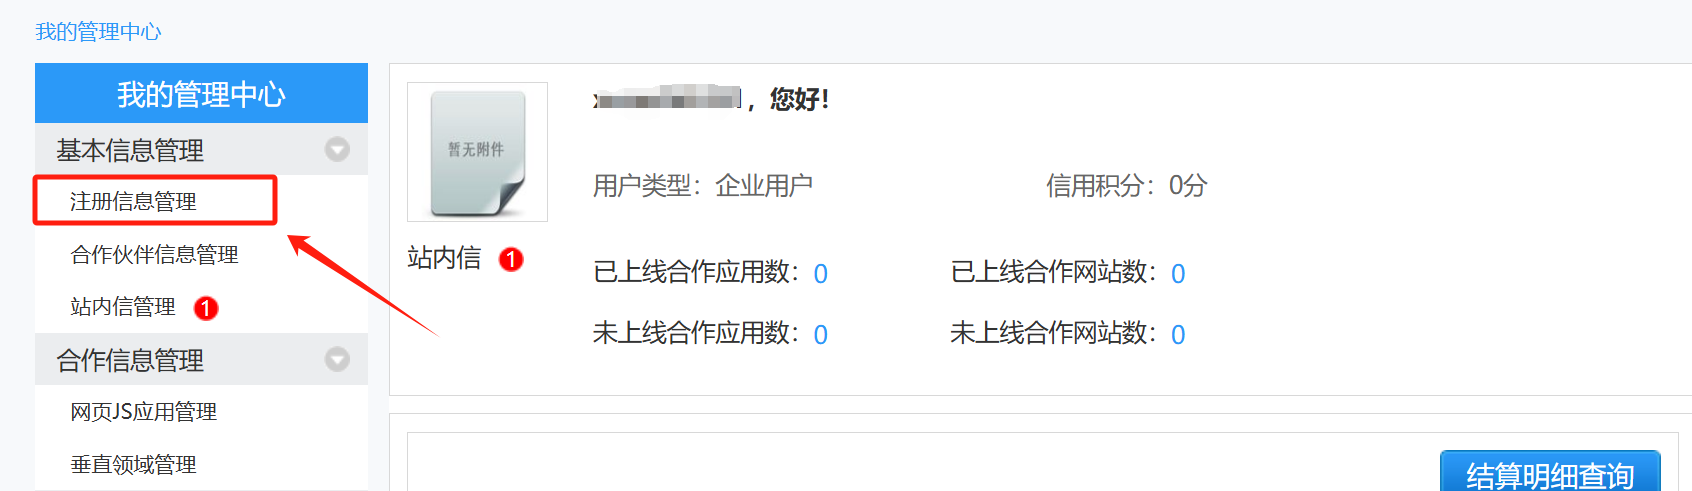 我的管理中心
我的管理中心
基本信息管理
注册信息管理
合作伙伴信息管理
站内信管理 1
合作信息管理
网页JS应用管理
垂直领域管理
暂无附件
站内信 1
，您好！
用户类型：企业用户 信用积分：0分
已上线合作应用数：0 已上线合作网站数：0
未上线合作应用数：0 未上线合作网站数：0
结算明细查询